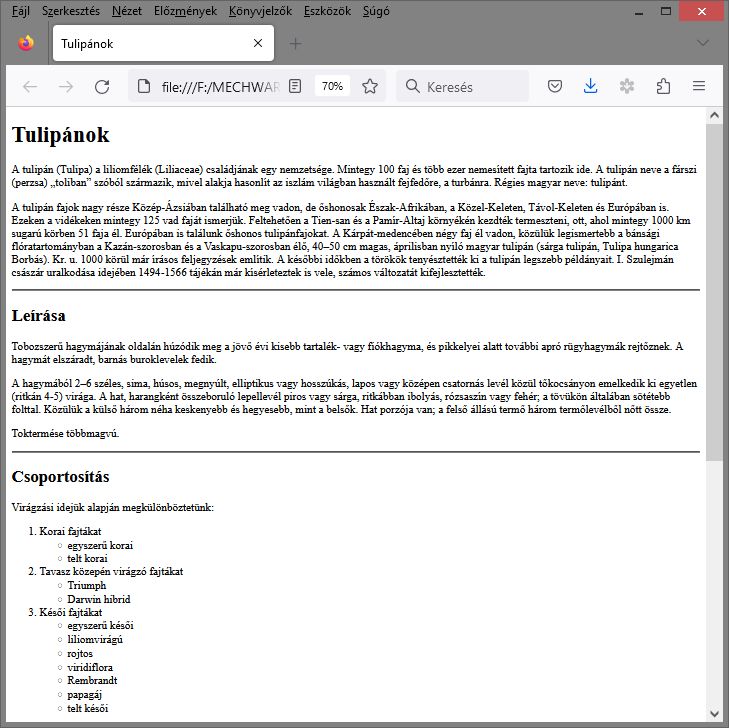 Fájl Szerkesztés Nézet Előzmények Könyvjelzők Eszközök Súgó
Tulipánok
file:///F:/MECHWAR 70% Keresés
Tulipánok
A tulipán (Tulipa) a liliomfélék (Liliaceae) családjának egy nemzetsége. Mintegy 100 faj és több ezer nemesített fajta tartozik ide. A tulipán neve a fárszi
(perzsa) „toliban” szóból származik, mivel alakja hasonlít az iszlám világban használt fejfedőre, a turbánra. Régies magyar neve: tulipánt.
A tulipán fajok nagy része Közép-Ázsiában található meg vadon, de őshonosak Észak-Afrikában, a Közel-Keleten, Távol-Keleten és Európában is.
Ezeken a vidékeken mintegy 125 vad faját ismerjük. Feltehetően a Tien-san és a Pamír-Altaj környékén kezdték termeszteni, ott, ahol mintegy 1000 km
sugarú körben 51 faja él. Európában is találunk őshonos tulipánfajokat. A Kárpát-medencében négy faj él vadon, közülük legismertebb a bánsági
flóratartományban a Kazán-szorosban és a Vaskapu-szorosban élő, 40–50 cm magas, áprilisban nyíló magyar tulipán (sárga tulipán, Tulipa hungarica
Borbás). Kr. u. 1000 körül már írásos feljegyzések említik. A későbbi időkben a törökök tenyésztették ki a tulipán legszebb példányait. I. Szulejmán
császár uralkodása idejében 1494-1566 tájékán már kísérleteztek is vele, számos változatát kifejlesztették.
Leírása
Tobozszerű hagymájának oldalán húzódik meg a jövő évi kisebb tartalék- vagy fiókhagyma, és pikkelyei alatt további apró rügyhagymák rejtőznek. A
hagymát elszáradt, barnás buroklevelek fedik.
A hagymából 2–6 széles, sima, húsos, megnyúlt, elliptikus vagy hosszúkás, lapos vagy középen csatornás levél közül tőkocsányon emelkedik ki egyetlen
(ritkán 4-5) virága. A hat, harangként összeboruló lepellevél piros vagy sárga, ritkábban ibolyás, rózsaszín vagy fehér; a tövükön általában sötétebb
folttal. Közülük a külső három néha keskenyebb és hegyesebb, mint a belsők. Hat porzója van; a felső állású termő három termőlevélből nőtt össze.
Toktermése többmagvú.
Csoportosítás
Virágzási idejük alapján megkülönböztetünk:
1. Korai fajtákat
○ egyszerű korai
○ telt korai
2. Tavasz közepén virágzó fajtákat
○ Triumph
○ Darwin hibrid
3. Késői fajtákat
○ egyszerű késői
○ liliomvirágú
○ rojtos
○ viridiflora
○ Rembrandt
○ papagáj
○ telt késői